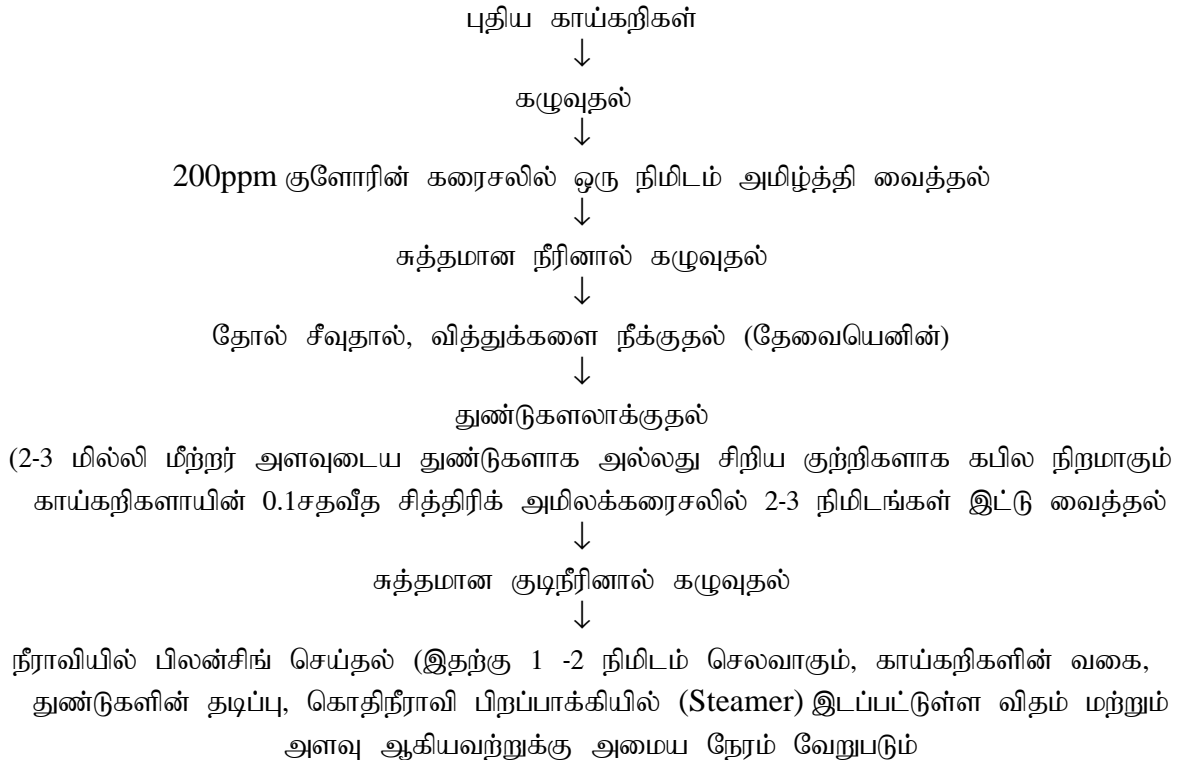 புதிய காய்கறிகள்
↓
கழுவுதல்
↓
200ppm குளோரின் கரைசலில் ஒரு நிமிடம் அமிழ்த்தி வைத்தல்
↓
சுத்தமான நீரினால் கழுவுதல்
↓
தோல் சீவுதால், வித்துக்களை நீக்குதல் (தேவையெனின்)
↓
துண்டுகளலாக்குதல்
(2-3 மில்லி மீற்றர் அளவுடைய துண்டுகளாக அல்லது சிறிய குற்றிகளாக கபில நிறமாகும்
காய்கறிகளாயின் 0.1சதவீத சித்திரிக் அமிலக்கரைசலில் 2-3 நிமிடங்கள் இட்டு வைத்தல்
↓
சுத்தமான குடிநீரினால் கழுவுதல்
↓
நீராவியில் பிலன்சிங் செய்தல் (இதற்கு 1 -2 நிமிடம் செலவாகும், காய்கறிகளின் வகை,
துண்டுகளின் தடிப்பு, கொதிநீராவி பிறப்பாக்கியில் (Steamer) இடப்பட்டுள்ள விதம் மற்றும்
அளவு ஆகியவற்றுக்கு அமைய நேரம் வேறுபடும்